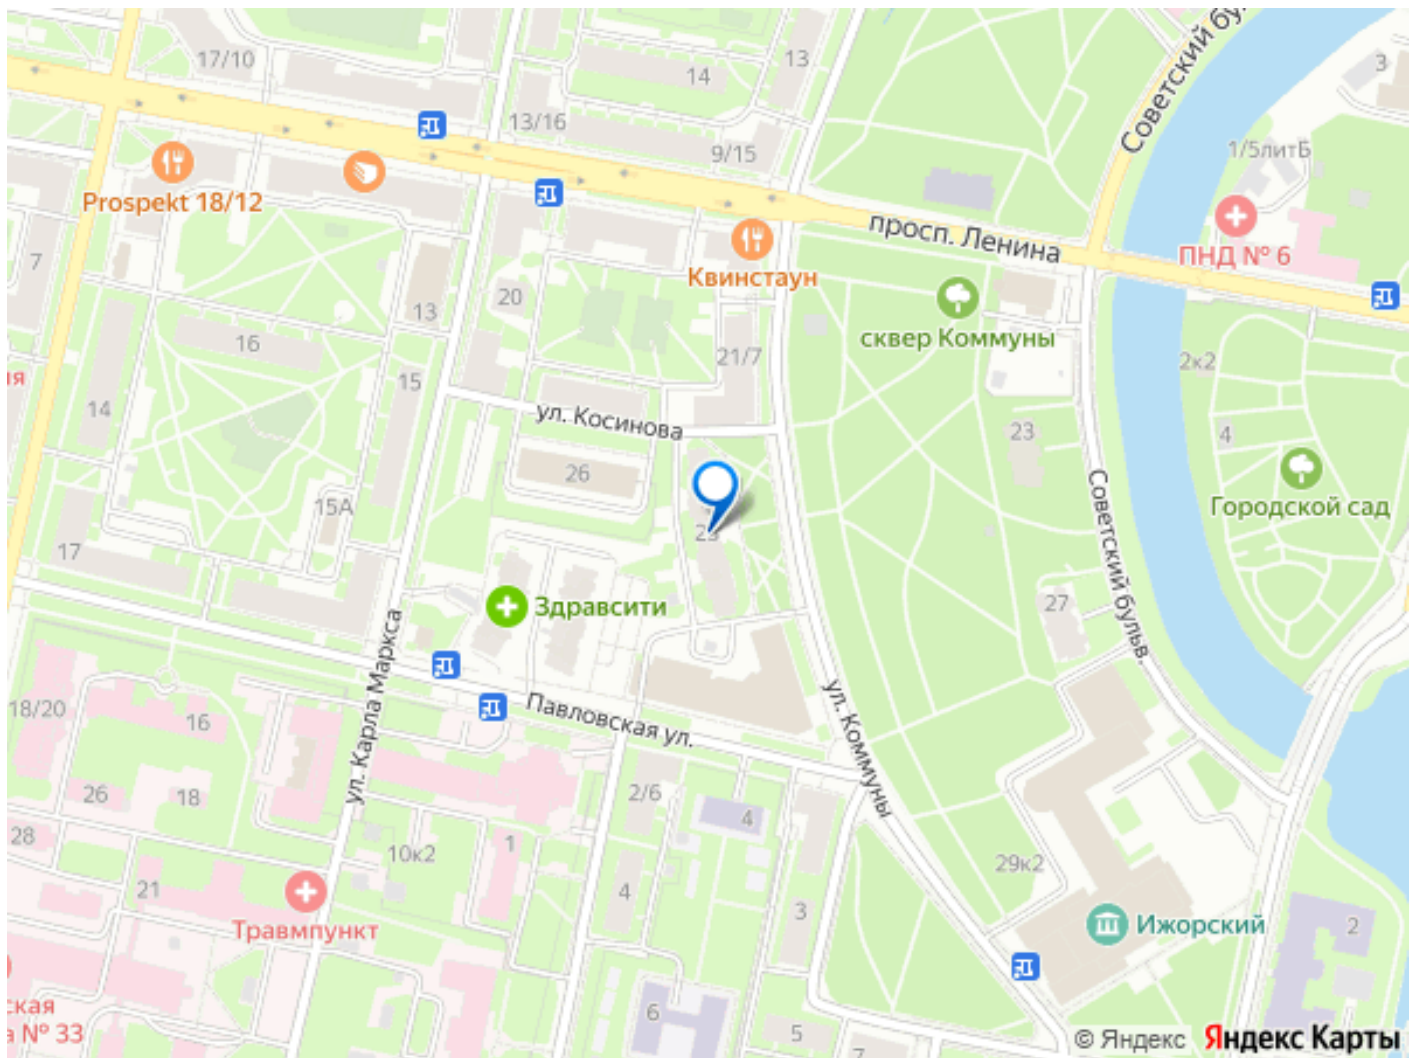 17/10
14
13
3
Советский бул
13/16
9/15
1/5литБ
Prospekt 18/12
просп. Ленина
ПНД № 6
7
Квинстаун
20
13
сквер Коммуны
16
21/7
2к2
ая
15
14
ул. Косинова
23
4
26
Городской сад
15А
Советский бульв.
17
Здравсити
27
ул. Карла Маркса
18/20
16
Павловская ул.
ул. Коммуны
26
18
2/6
4
28
10к2
1
29к2
21
4
3
Травмпункт
Ижорский
2
ская
а № 33
6
5
7
© Яндекс Яндекс Карты